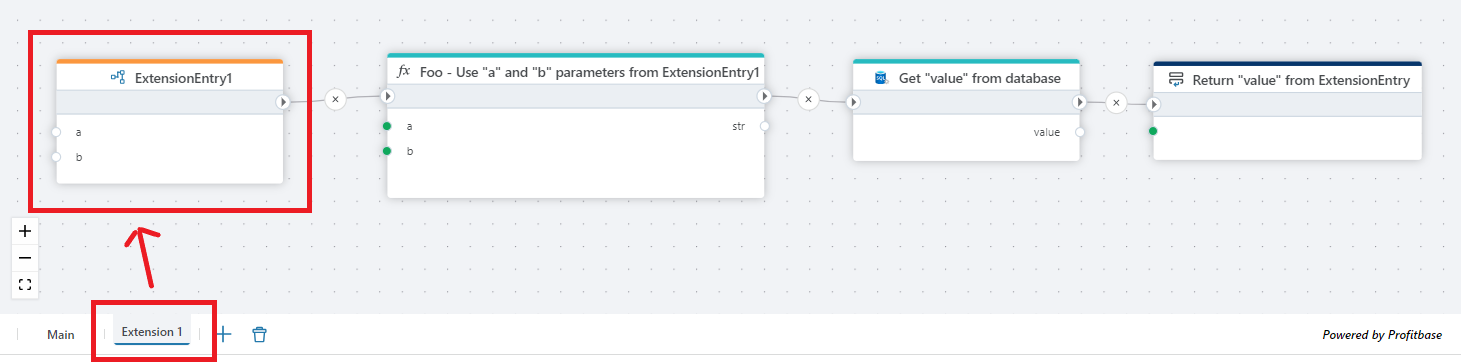 ExtensionEntry1
a
b
fx Foo - Use "a" and "b" parameters from ExtensionEntry1
a
str
b
SQL
Get "value" from database
value
Return "value" from ExtensionEntry
Main
Extension 1
Powered by Profitbase